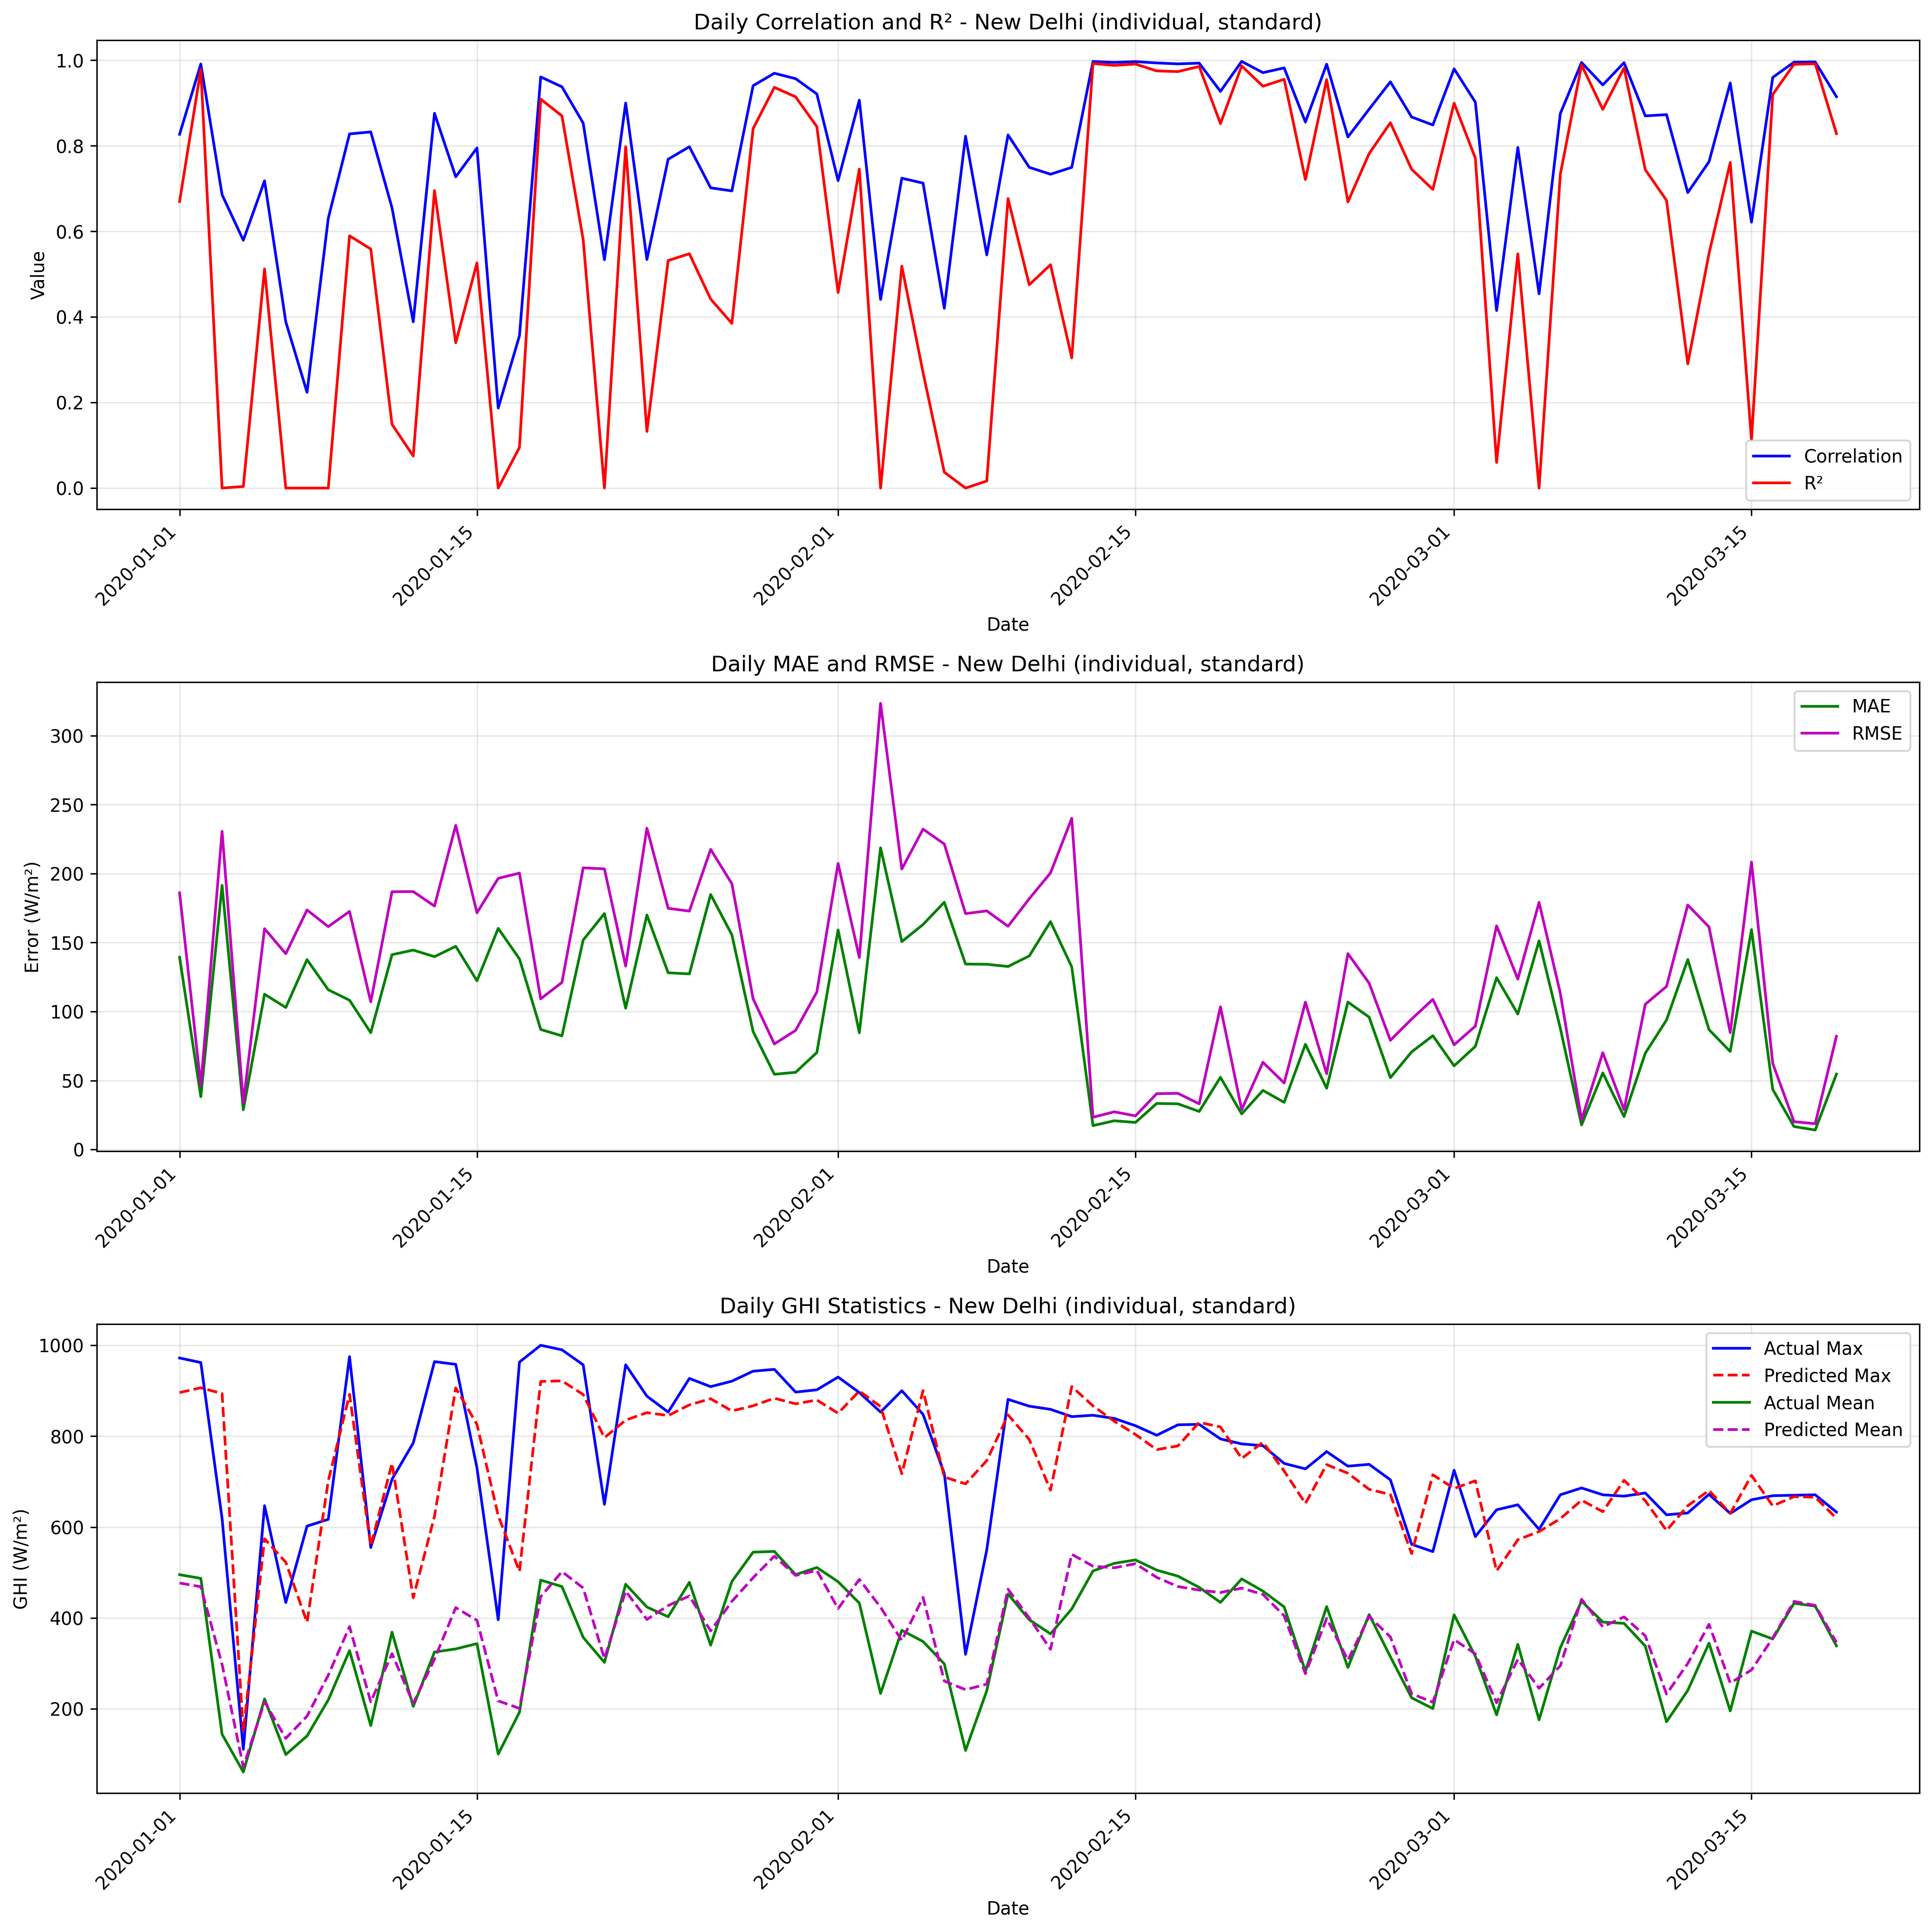 Daily Correlation and R² - New Delhi (individual, standard)
1.0
0.8
0.6
0.4
0.2
0.0
Value
Correlation
R²
2020-01-01
2020-01-15
2020-02-01
2020-02-15
2020-03-01
2020-03-15
Date
Daily MAE and RMSE - New Delhi (individual, standard)
MAE
RMSE
300
250
200
150
100
50
0
Error (W/m²)
2020-01-01
2020-01-15
2020-02-01
2020-02-15
2020-03-01
2020-03-15
Date
Daily GHI Statistics - New Delhi (individual, standard)
Actual Max
Predicted Max
Actual Mean
Predicted Mean
1000
800
600
400
200
GHI (W/m²)
2020-01-01
2020-01-15
2020-02-01
2020-02-15
2020-03-01
2020-03-15
Date